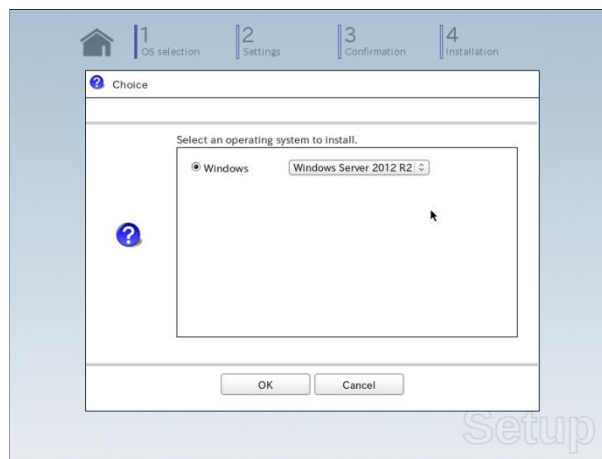 1 2 3 4
OS selection Settings Confirmation Installation
Choice
Select an operating system to install.
Windows Windows Server 2012 R2
OK Cancel
Setup